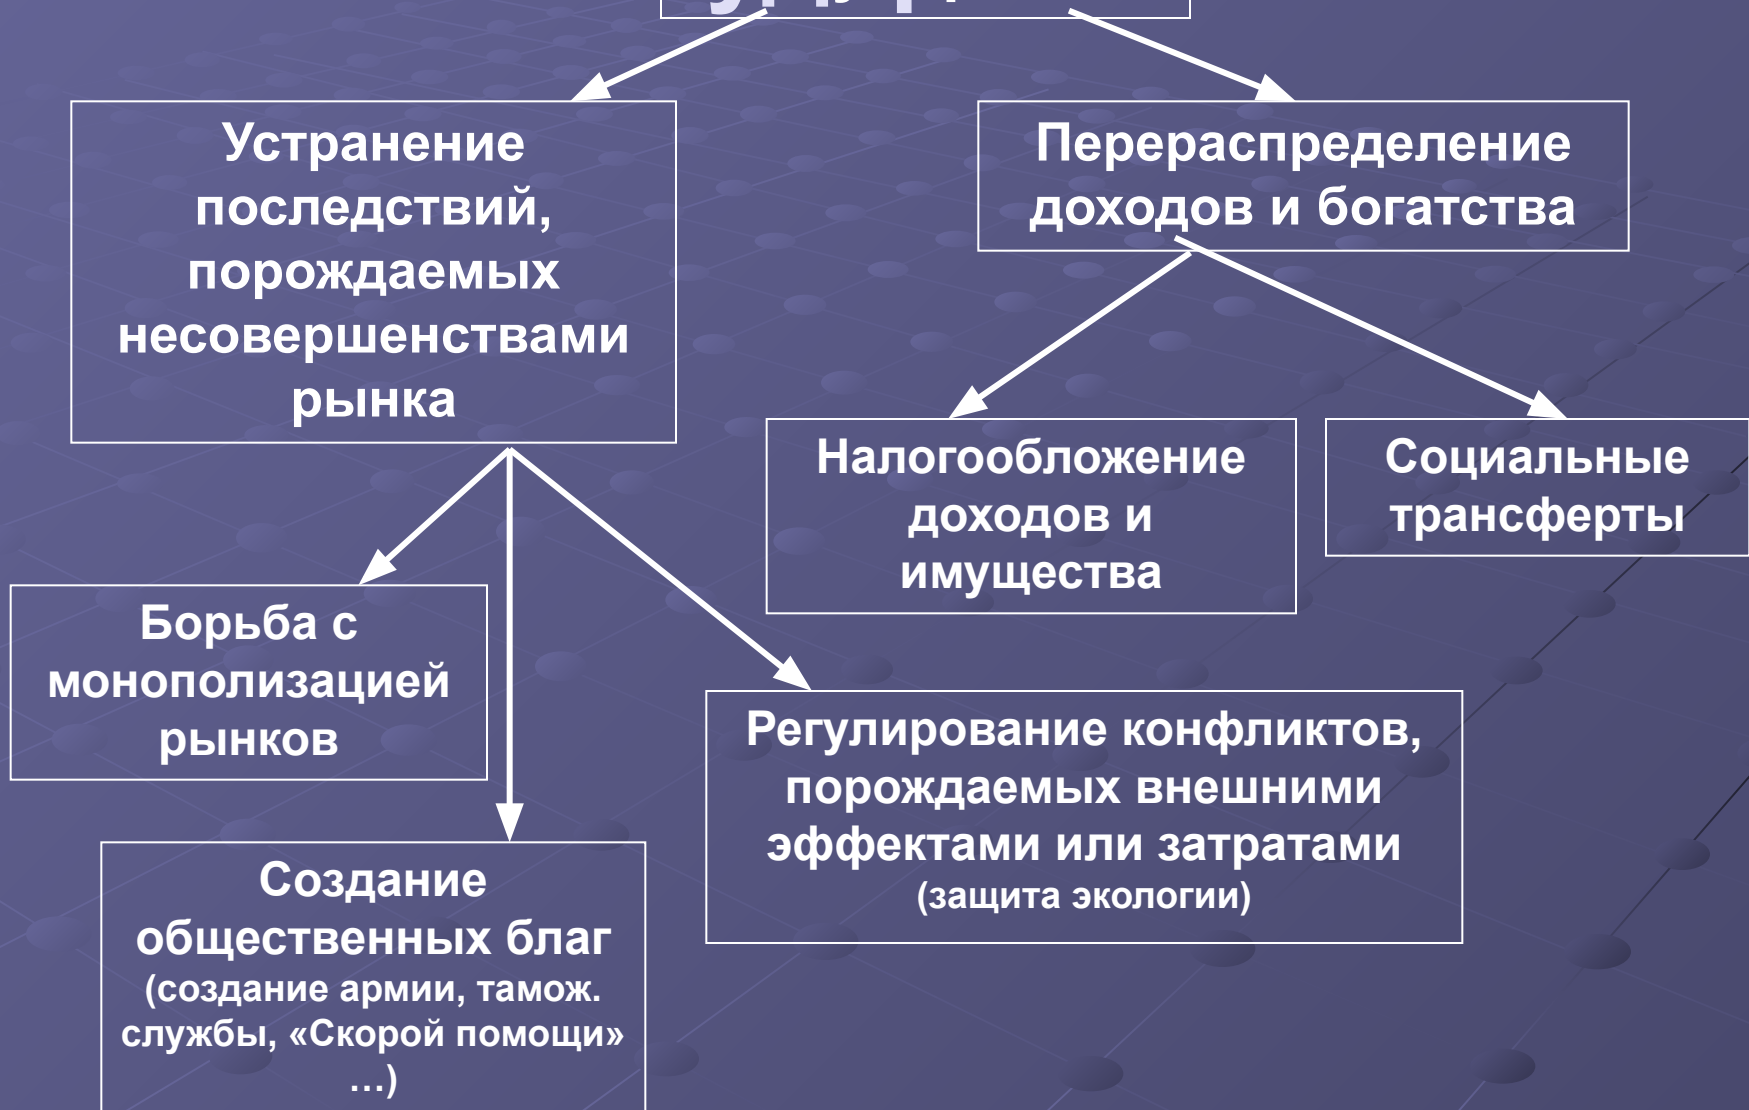 Устранение
последствий,
порождаемых
несовершенствами
рынка
Перераспределение
доходов и богатства
Налогообложение
доходов и
имущества
Социальные
трансферты
Борьба с
монополизацией
рынков
Регулирование конфликтов,
порождаемых внешними
эффектами или затратами
(защита экологии)
Создание
общественных благ
(создание армии, тамож.
службы, «Скорой помощи»
…)